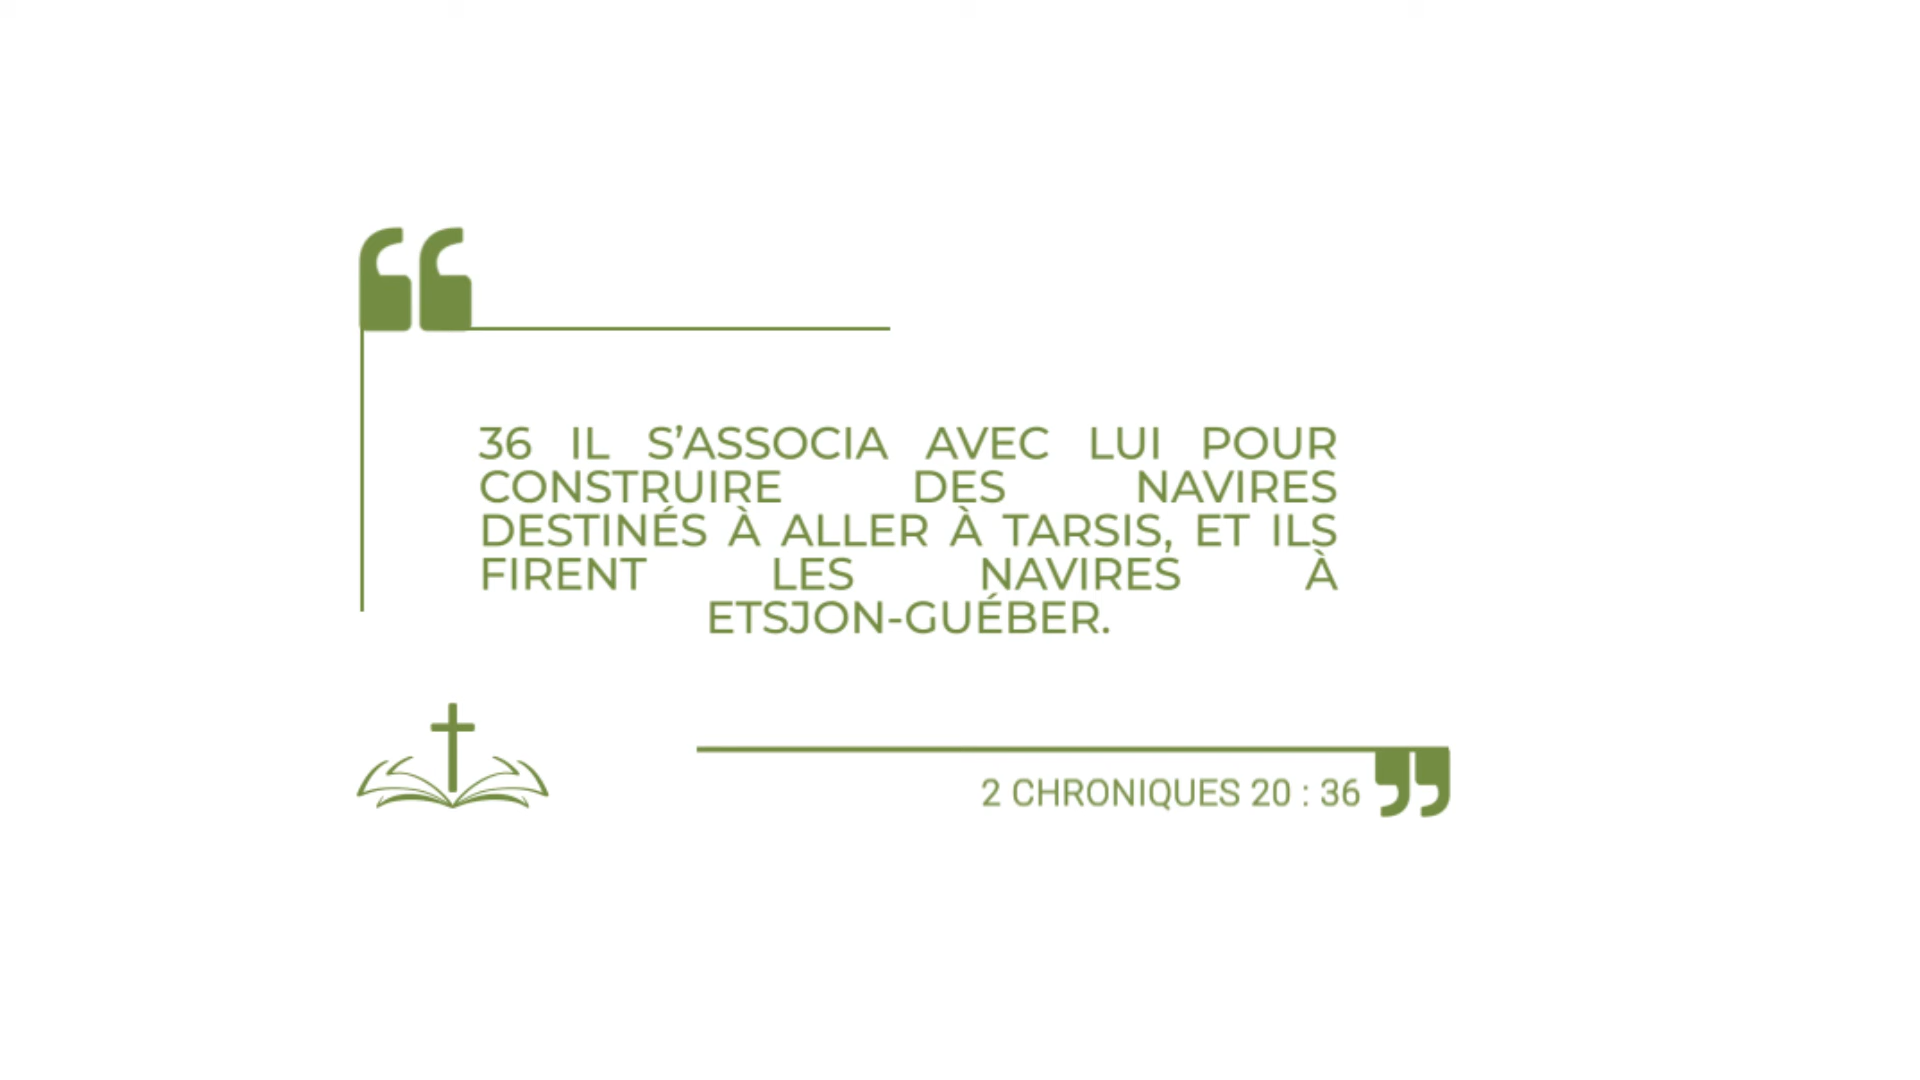 36 IL S’ASSOCIA AVEC LUI POUR
CONSTRUIRE DES NAVIRES
DESTINÉS À ALLER À TARSIS, ET ILS
FIRENT LES NAVIRES À
ETSJON-GUÉBER.
2 CHRONIQUES 20 : 36